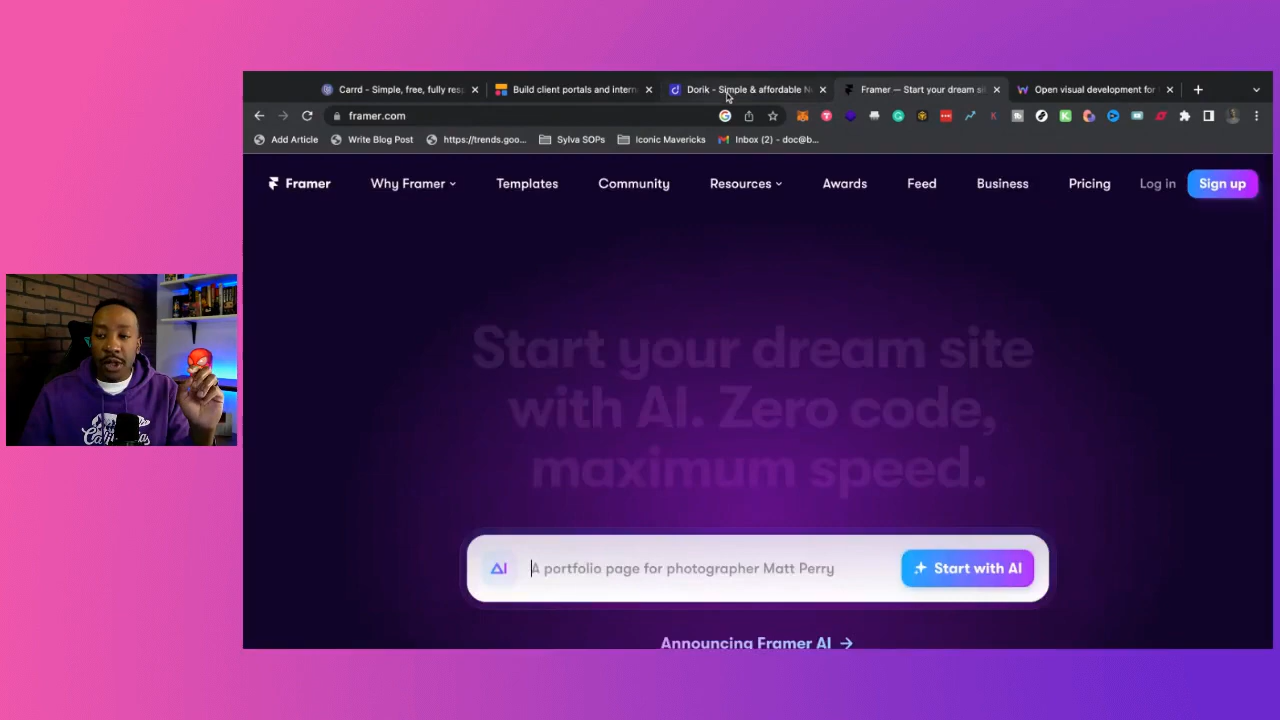 Carrd - Simple, free, fully resp
Build client portals and intern
Dorik - Simple & affordable N
Framer — Start your dream si
Open visual development for
framer.com
Add Article
Write Blog Post
https://trends.goo...
Sylva SOPs
Iconic Mavericks
Inbox (2) - doc@b...
Framer
Why Framer
Templates
Community
Resources
Awards
Feed
Business
Pricing
Log in
Sign up
Start your dream site
with AI. Zero code,
maximum speed.
AI
A portfolio page for photographer Matt Perry
Start with AI
Announcing Framer AI →